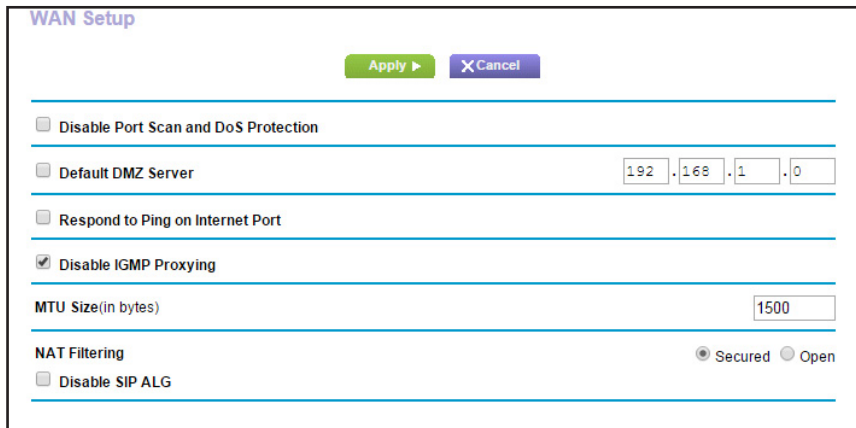 WAN Setup
Apply ▶ X Cancel
Disable Port Scan and DoS Protection
Default DMZ Server 192 . 168 . 1 . 0
Respond to Ping on Internet Port
Disable IGMP Proxying
MTU Size(in bytes) 1500
NAT Filtering Secured Open
Disable SIP ALG